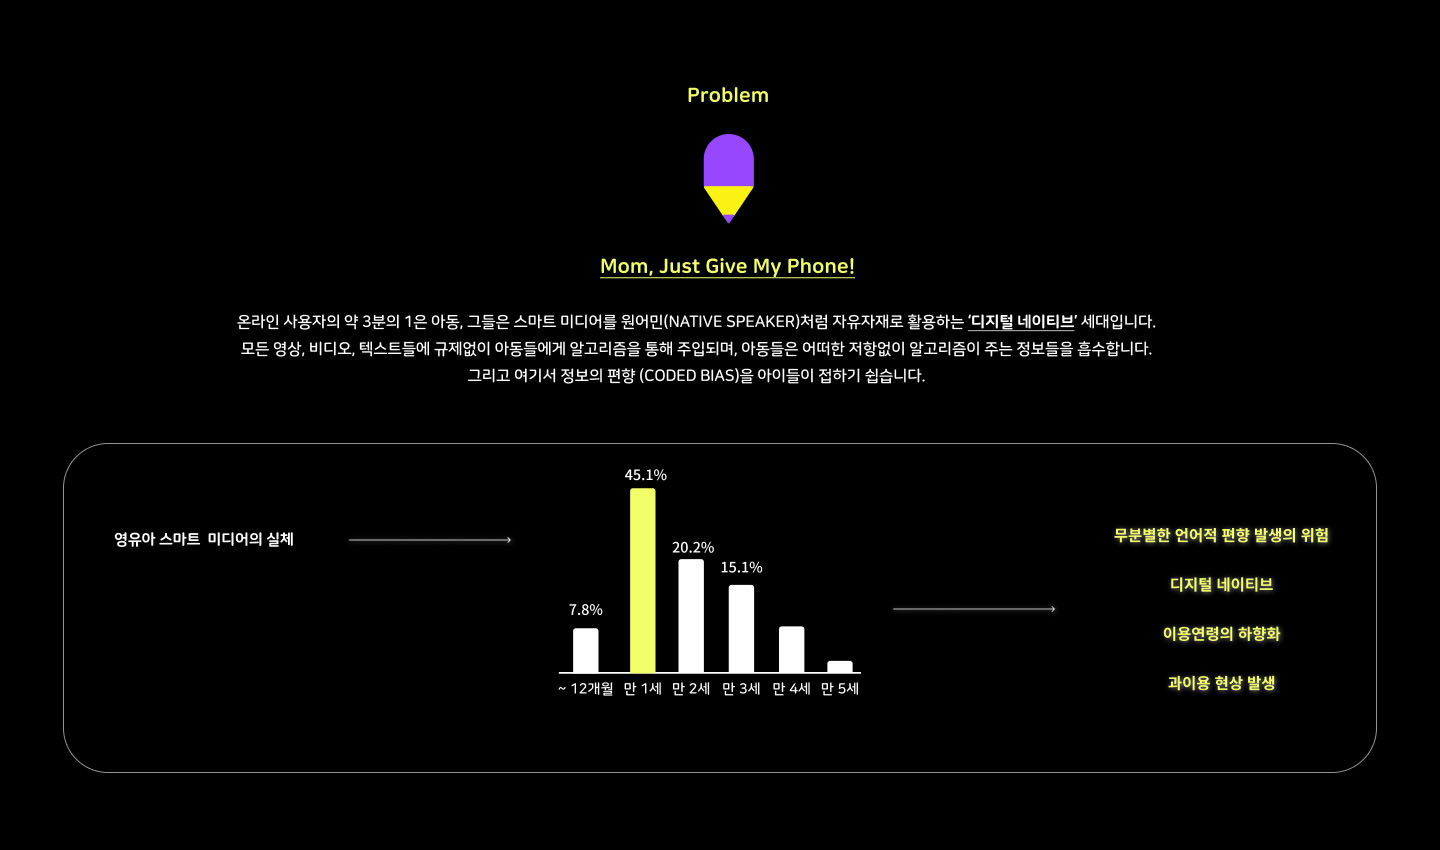 Problem
Mom, Just Give My Phone!
온라인 사용자의 약 3분의 1은 아동, 그들은 스마트 미디어를 원어민(NATIVE SPEAKER)처럼 자유자재로 활용하는 ‘디지털 네이티브’ 세대입니다.
모든 영상, 비디오, 텍스트들에 규제없이 아동들에게 알고리즘을 통해 주입되며, 아동들은 어떠한 저항없이 알고리즘이 주는 정보들을 흡수합니다.
그리고 여기서 정보의 편향 (CODED BIAS)을 아이들이 접하기 쉽습니다.
영유아 스마트  미디어의 실체
45.1%
20.2%
15.1%
7.8%
~ 12개월 만 1세 만 2세 만 3세 만 4세 만 5세
무분별한 언어적 편향 발생의 위험
디지털 네이티브
이용연령의 하향화
과이용 현상 발생